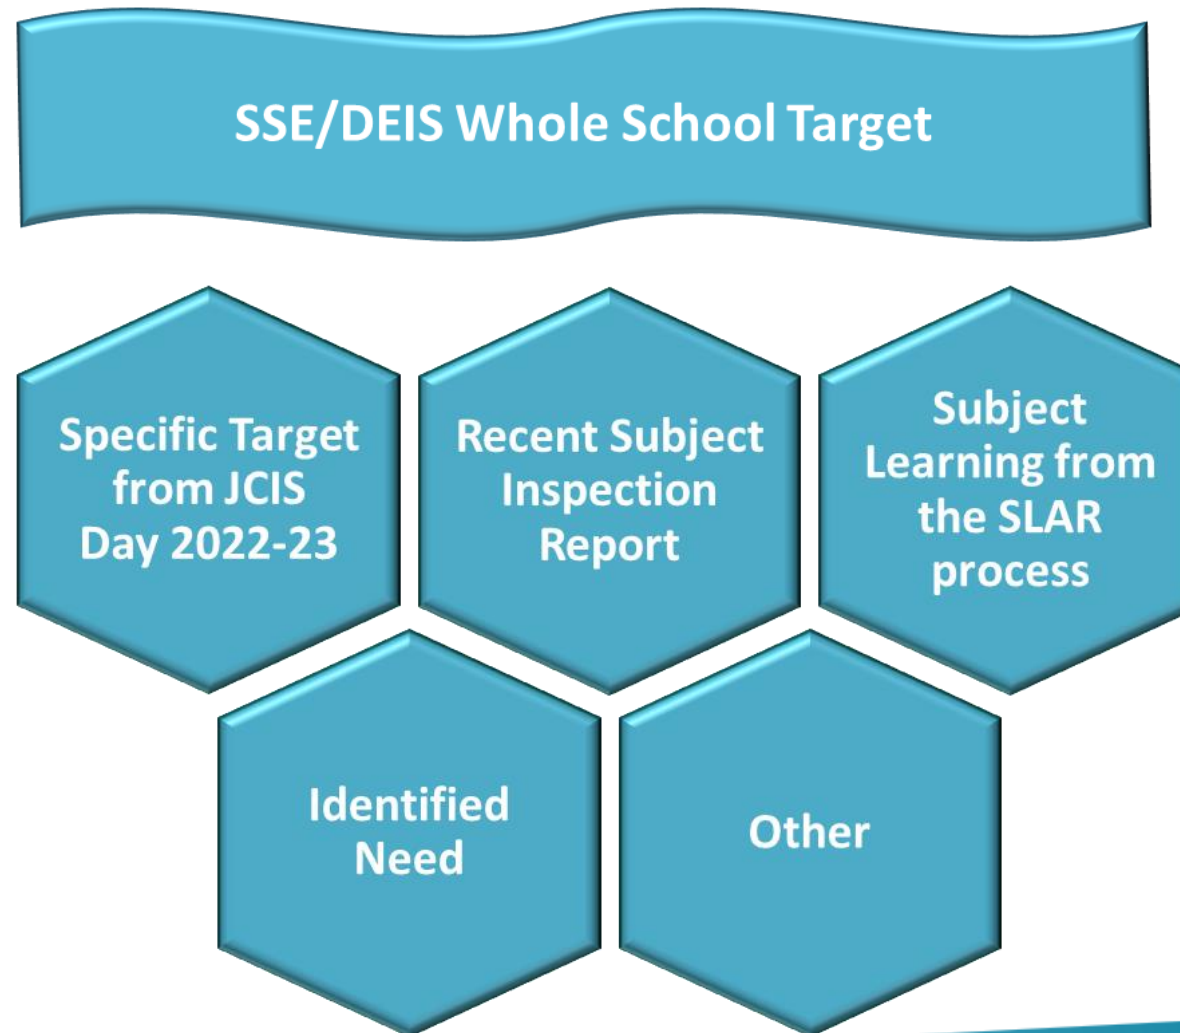 SSE/DEIS Whole School Target
Specific Target
from JCIS
Day 2022-23
Recent Subject
Inspection
Report
Subject
Learning from
the SLAR
process
Identified
Need
Other